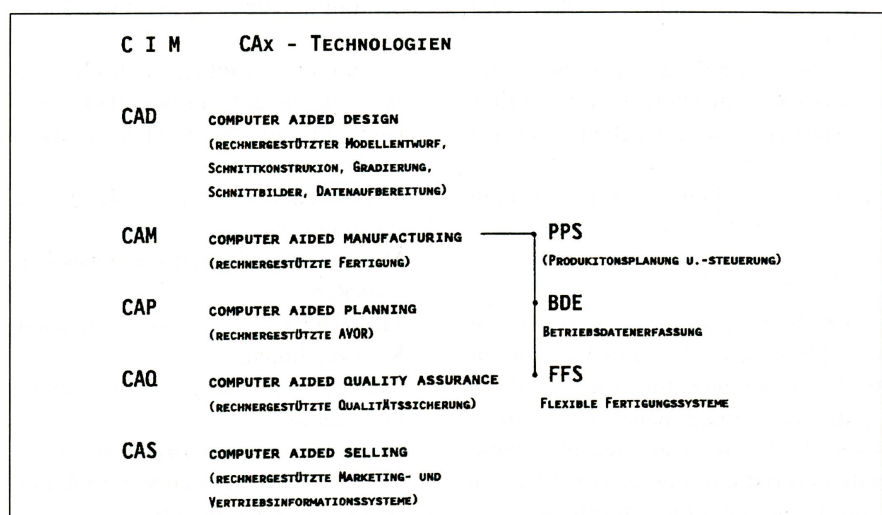 C I M CAx - TECHNOLOGIEN
CAD COMPUTER AIDED DESIGN
(RECHNERGESTÜTZTER MODELLENTWURF,
SCHNITTKONSTRUKION, GRADIERUNG,
SCHNITTBILDER, DATENAUFBEREITUNG)
CAM COMPUTER AIDED MANUFACTURING
(RECHNERGESTÜTZTE FERTIGUNG)
PPS
(PRODUKITONSPLANUNG U.-STEUERUNG)
CAP COMPUTER AIDED PLANNING
(RECHNERGESTÜTZTE AVOR)
BDE
BETRIEBSDATENERFASSUNG
CAQ COMPUTER AIDED QUALITY ASSURANCE
(RECHNERGESTÜTZTE QUALITÄTSSICHERUNG)
FFS
FLEXIBLE FERTIGUNGSSYSTEME
CAS COMPUTER AIDED SELLING
(RECHNERGESTÜTZTE MARKETING- UND
VERTRIEBSINFORMATIONSSYSTEME)